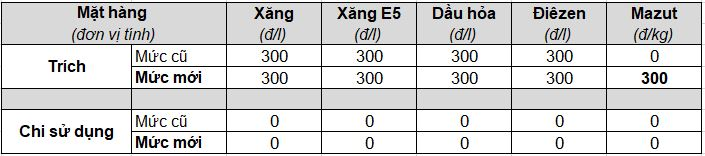 Mặt hàng Xăng Xăng E5 Dầu hỏa Điêzen Mazut
(đơn vị tính) (đ/l) (đ/l) (đ/l) (đ/l) (đ/kg)
Trích Mức cũ 300 300 300 300 0
Mức mới 300 300 300 300 300
Chi sử dụng Mức cũ 0 0 0 0 0
Mức mới 0 0 0 0 0